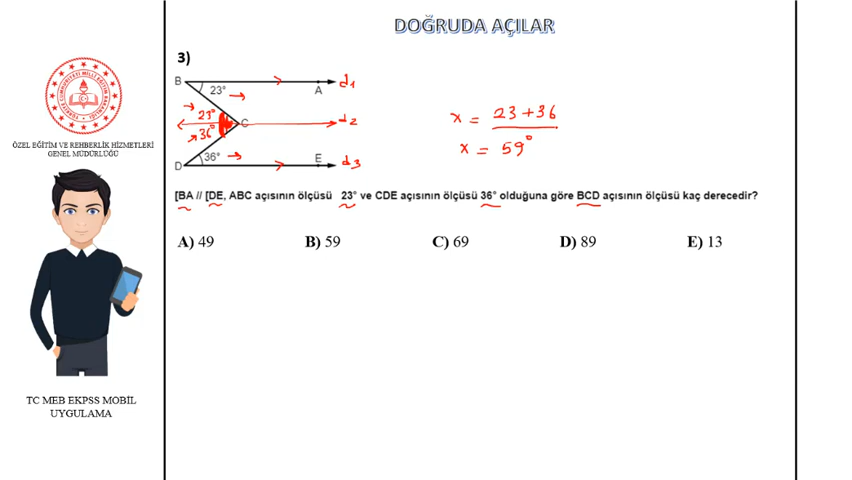 DOĞRUDA AÇILAR
3)
B
23°
A
d1
23°
C
d2
36°
D
36°
E
d3
x = 23+36
x = 59°
ÖZEL EĞİTİM VE REHBERLİK HİZMETLERİ
GENEL MÜDÜRLÜĞÜ
[BA // [DE, ABC açısının ölçüsü 23° ve CDE açısının ölçüsü 36° olduğuna göre BCD açısının ölçüsü kaç derecedir?
A) 49 B) 59 C) 69 D) 89 E) 13
TC MEB EKPSS MOBİL
UYGULAMA